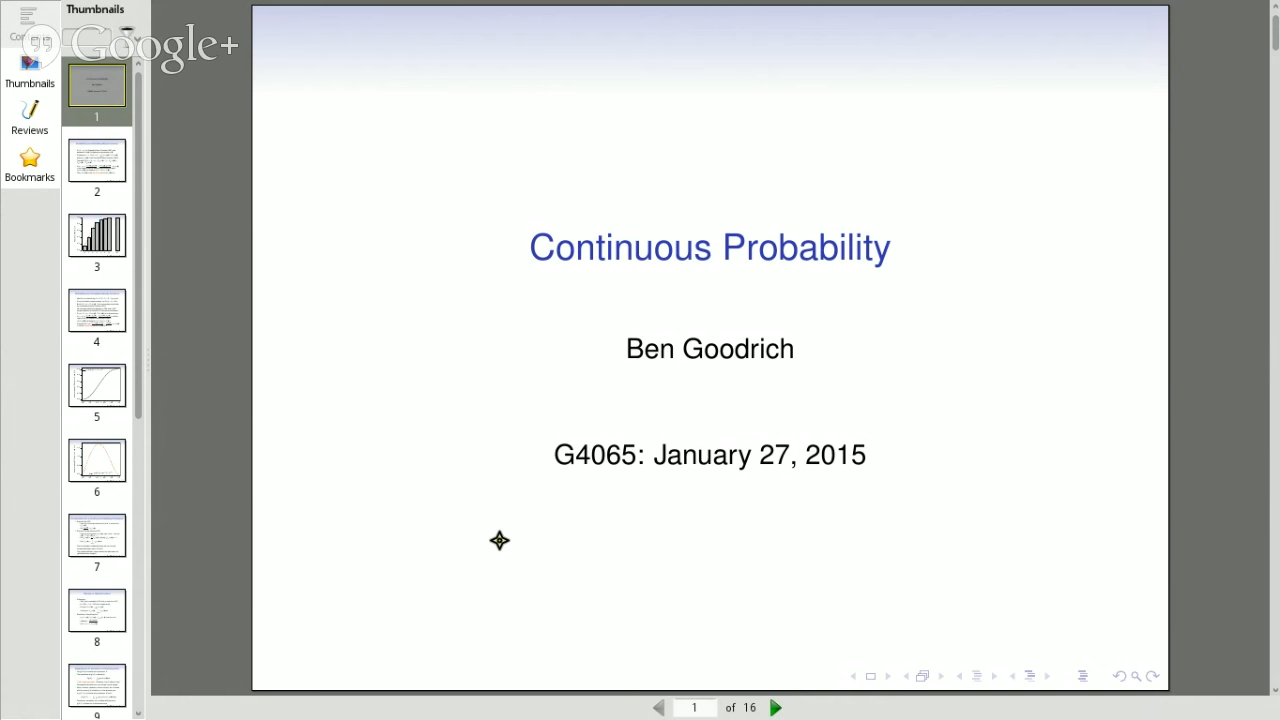 Thumbnails
Google+
Thumbnails
Reviews
Bookmarks
1
2
3
4
5
6
7
8
9
Continuous Probability
Ben Goodrich
G4065: January 27, 2015
1 of 16